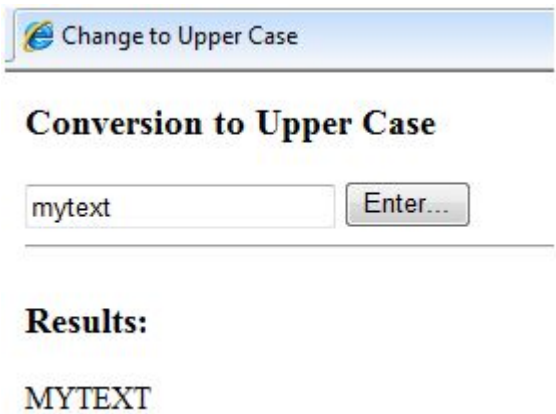 Change to Upper Case
Conversion to Upper Case
mytext Enter...
Results:
MYTEXT